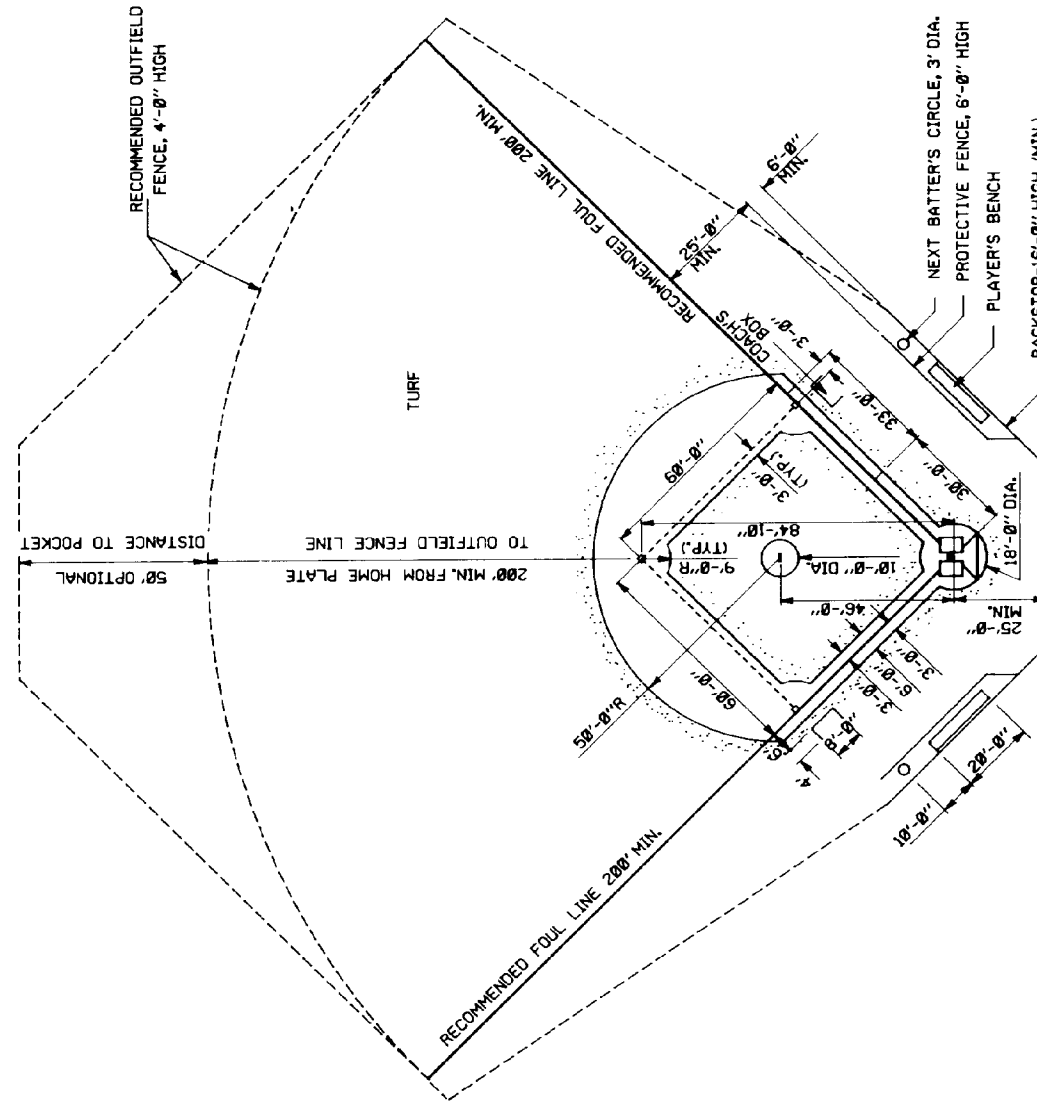 RECOMMENDED OUTFIELD
FENCE, 4'-0" HIGH
50' OPTIONAL
DISTANCE TO POCKET
200' MIN. FROM HOME PLATE
TO OUTFIELD FENCE LINE
TURF
RECOMMENDED FOUL LINE 200' MIN.
RECOMMENDED FOUL LINE 200' MIN.
6'-0"
MIN.
25'-0"
MIN.
COACH'S
BOX
3'-0"
33'-0"
30'-0"
60'-0"
3'-0"
(TYP.)
84'-10"
9'-0"R
(TYP.)
10'-0" DIA.
46'-0"
60'-0"
50'-0"R
3'-0"
6'-0"
3'-0"
8'-0"
4'
18'-0" DIA.
25'-0"
MIN.
20'-0"
10'-0"
NEXT BATTER'S CIRCLE, 3' DIA.
PROTECTIVE FENCE, 6'-0" HIGH
PLAYER'S BENCH